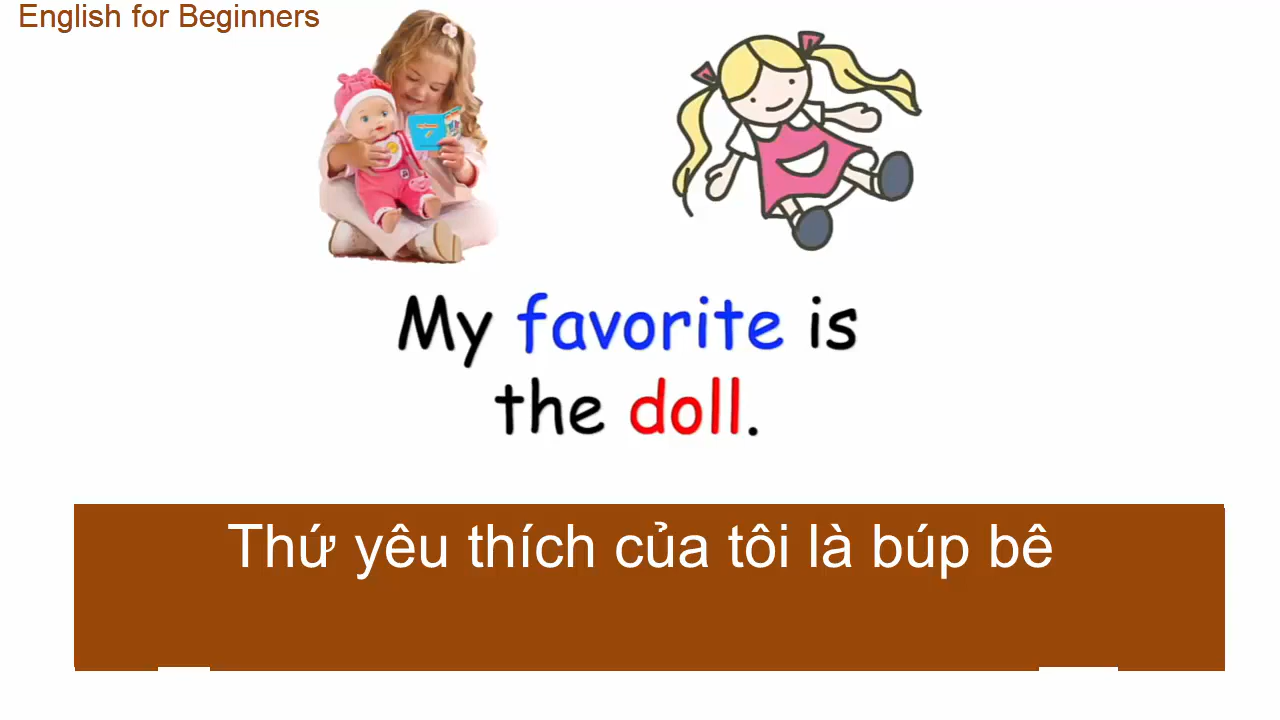 English for Beginners
My favorite is
the doll.
Thứ yêu thích của tôi là búp bê